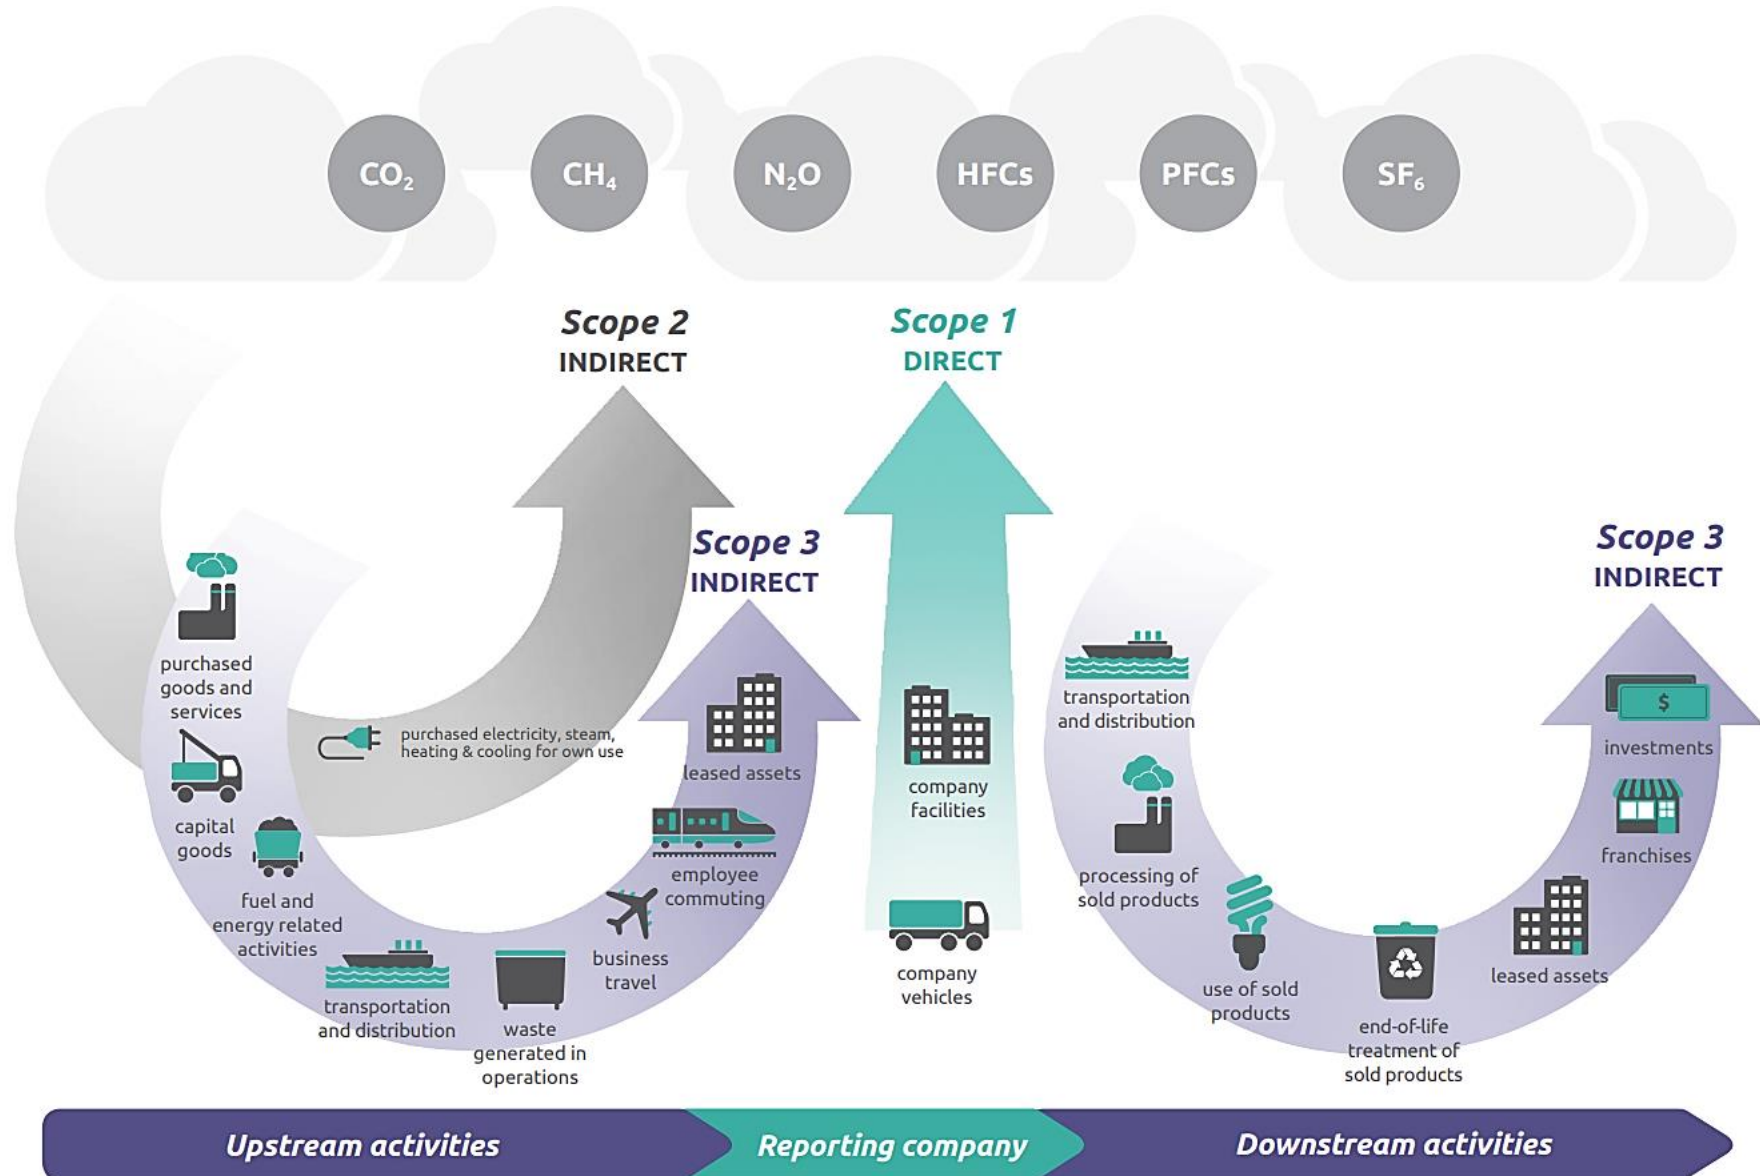 CO₂
CH₄
N₂O
HFCs
PFCs
SF₆
Scope 2
INDIRECT
Scope 1
DIRECT
Scope 3
INDIRECT
Scope 3
INDIRECT
purchased
goods and
services
capital
goods
fuel and
energy related
activities
transportation
and distribution
waste
generated in
operations
business
travel
employee
commuting
leased assets
purchased electricity, steam,
heating & cooling for own use
company
facilities
company
vehicles
transportation
and distribution
processing of
sold products
use of sold
products
end-of-life
treatment of
sold products
leased assets
franchises
$
investments
Upstream activities
Reporting company
Downstream activities